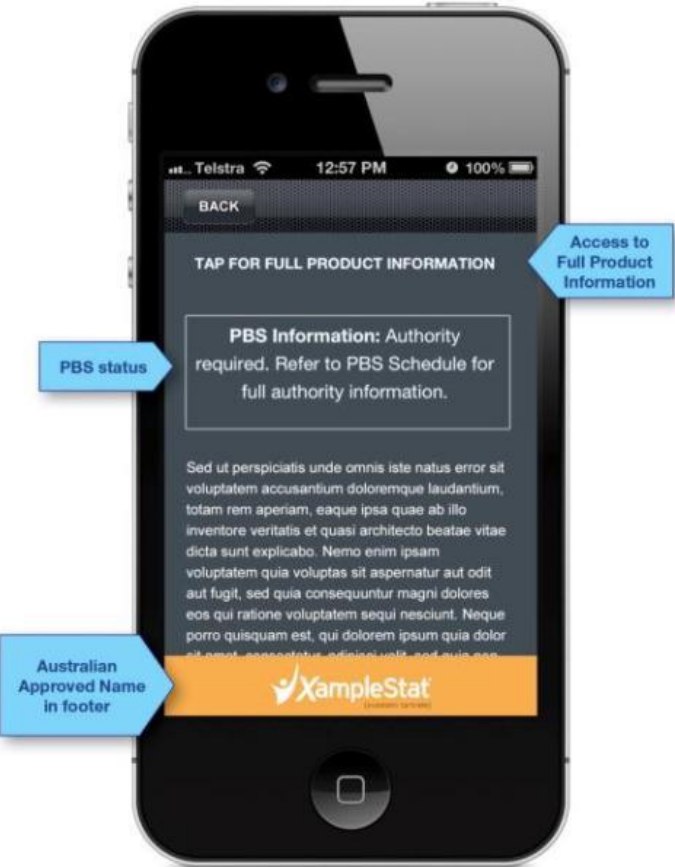 Telstra 12:57 PM 100%
BACK
TAP FOR FULL PRODUCT INFORMATION
Access to
Full Product
Information
PBS status
PBS Information: Authority
required. Refer to PBS Schedule for
full authority information.
Sed ut perspiciatis unde omnis iste natus error sit
voluptatem accusantium doloremque laudantium,
totam rem aperiam, eaque ipsa quae ab illo
inventore veritatis et quasi architecto beatae vitae
dicta sunt explicabo. Nemo enim ipsam
voluptatem quia voluptas sit aspernatur aut odit
aut fugit, sed quia consequuntur magni dolores
eos qui ratione voluptatem sequi nesciunt. Neque
porro quisquam est, qui dolorem ipsum quia dolor
Australian
Approved Name
in footer
XampleStat